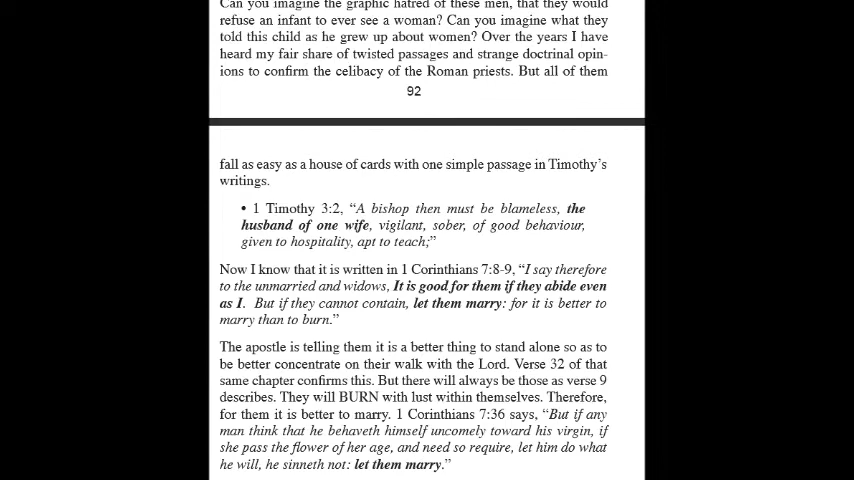 Can you imagine the graphic hatred of these men, that they would
refuse an infant to ever see a woman? Can you imagine what they
told this child as he grew up about women? Over the years I have
heard my fair share of twisted passages and strange doctrinal opin-
ions to confirm the celibacy of the Roman priests. But all of them
92
fall as easy as a house of cards with one simple passage in Timothy's
writings.
• 1 Timothy 3:2, “A bishop then must be blameless, the
husband of one wife, vigilant, sober, of good behaviour,
given to hospitality, apt to teach;”
Now I know that it is written in 1 Corinthians 7:8-9, “I say therefore
to the unmarried and widows, It is good for them if they abide even
as I. But if they cannot contain, let them marry: for it is better to
marry than to burn.”
The apostle is telling them it is a better thing to stand alone so as to
be better concentrate on their walk with the Lord. Verse 32 of that
same chapter confirms this. But there will always be those as verse 9
describes. They will BURN with lust within themselves. Therefore,
for them it is better to marry. 1 Corinthians 7:36 says, “But if any
man think that he behaveth himself uncomely toward his virgin, if
she pass the flower of her age, and need so require, let him do what
he will, he sinneth not: let them marry.”